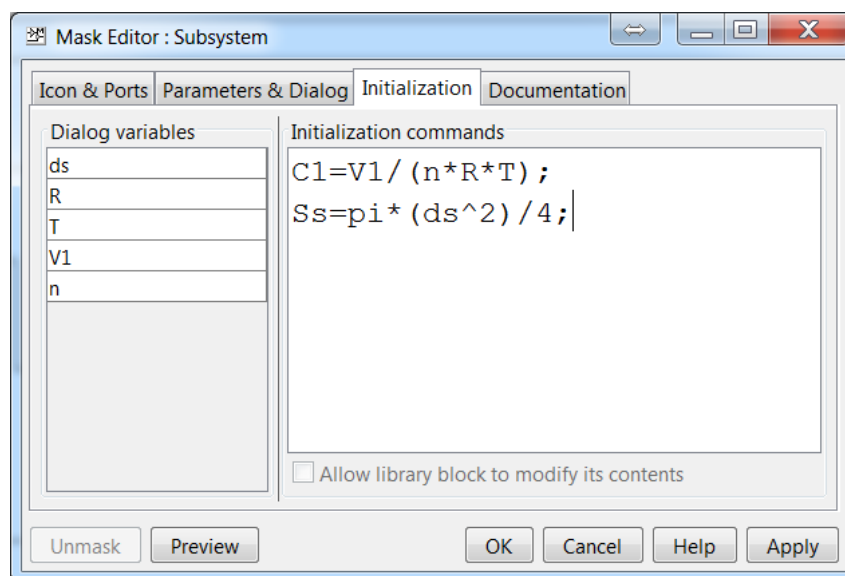 Mask Editor : Subsystem
Icon & Ports Parameters & Dialog Initialization Documentation
Dialog variables
ds
R
T
V1
n
Initialization commands
C1=V1/(n*R*T);
Ss=pi*(ds^2)/4;
Allow library block to modify its contents
Unmask Preview OK Cancel Help Apply